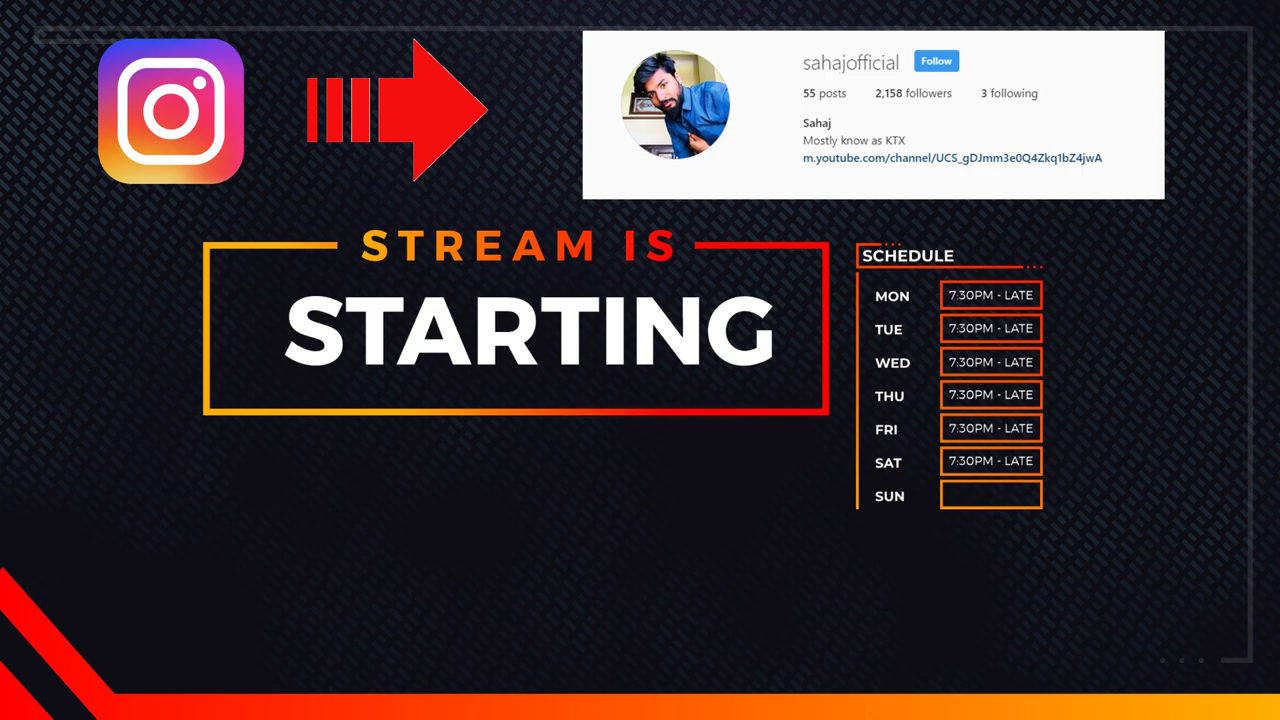 sahajofficial Follow
55 posts 2,158 followers 3 following
Sahaj
Mostly know as KTX
m.youtube.com/channel/UCS_gDJmm3e0Q4Zkq1bZ4jwA
STREAM IS
STARTING
SCHEDULE
MON 7:30PM - LATE
TUE 7:30PM - LATE
WED 7:30PM - LATE
THU 7:30PM - LATE
FRI 7:30PM - LATE
SAT 7:30PM - LATE
SUN